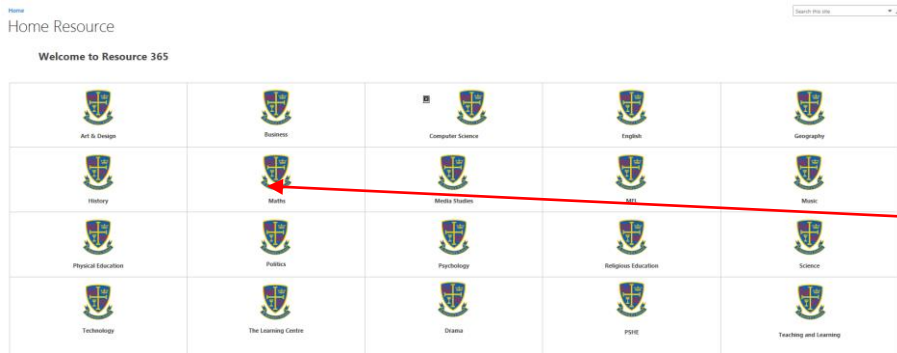 Home
Search this site
Home Resource
Welcome to Resource 365
Art & Design
Business
Computer Science
English
Geography
History
Maths
Media Studies
MFL
Music
Physical Education
Politics
Psychology
Religious Education
Science
Technology
The Learning Centre
Drama
PSHE
Teaching and Learning